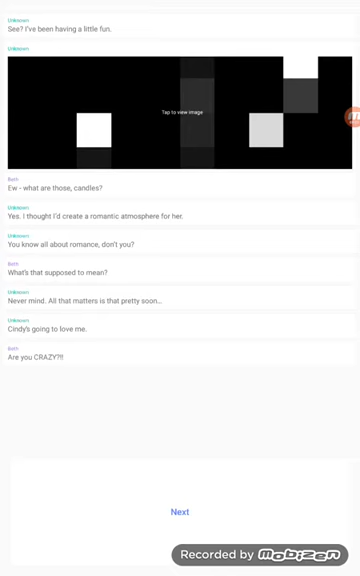 Unknown
See? I've been having a little fun.
Unknown
Tap to view image
Beth
Ew - what are those, candles?
Unknown
Yes. I thought I'd create a romantic atmosphere for her.
Unknown
You know all about romance, don't you?
Beth
What's that supposed to mean?
Unknown
Never mind. All that matters is that pretty soon...
Unknown
Cindy's going to love me.
Beth
Are you CRAZY?!!
Next
Recorded by mobizen